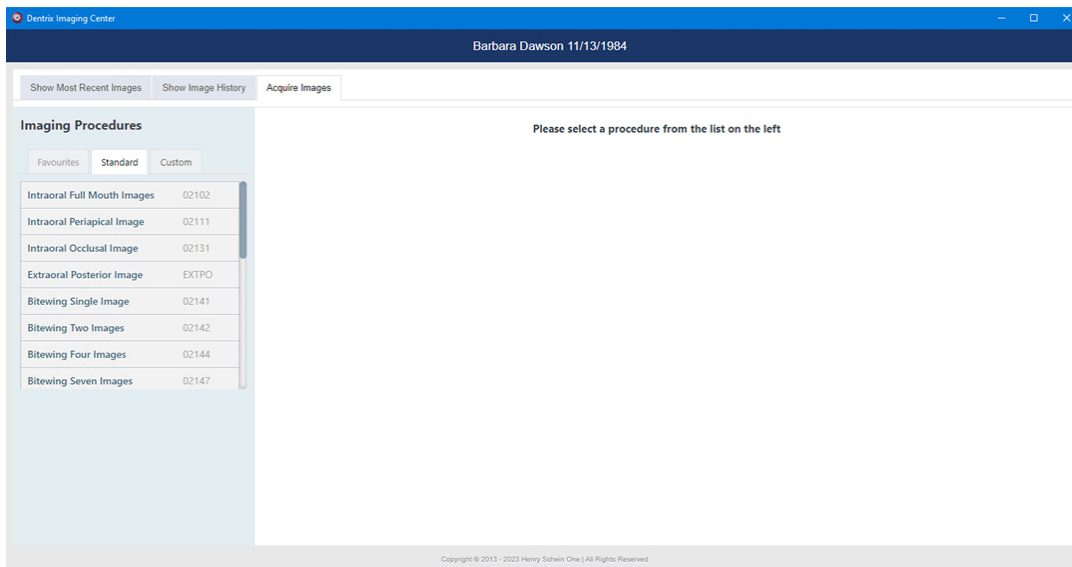 Dentrix Imaging Center
Barbara Dawson 11/13/1984
Show Most Recent Images Show Image History Acquire Images
Imaging Procedures
Favourites Standard Custom
Intraoral Full Mouth Images 02102
Intraoral Periapical Image 02111
Intraoral Occlusal Image 02131
Extraoral Posterior Image EXTPO
Bitewing Single Image 02141
Bitewing Two Images 02142
Bitewing Four Images 02144
Bitewing Seven Images 02147
Please select a procedure from the list on the left
Copyright © 2013 - 2023 Henry Schein One | All Rights Reserved